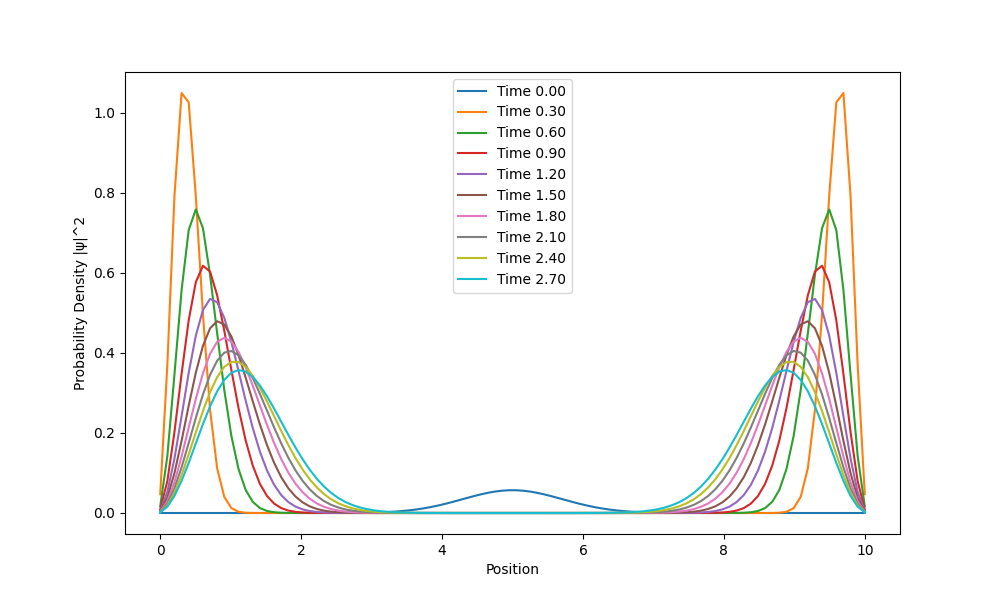 Time 0.00
Time 0.30
Time 0.60
Time 0.90
Time 1.20
Time 1.50
Time 1.80
Time 2.10
Time 2.40
Time 2.70
Probability Density |ψ|^2
1.0
0.8
0.6
0.4
0.2
0.0
0 2 4 6 8 10
Position